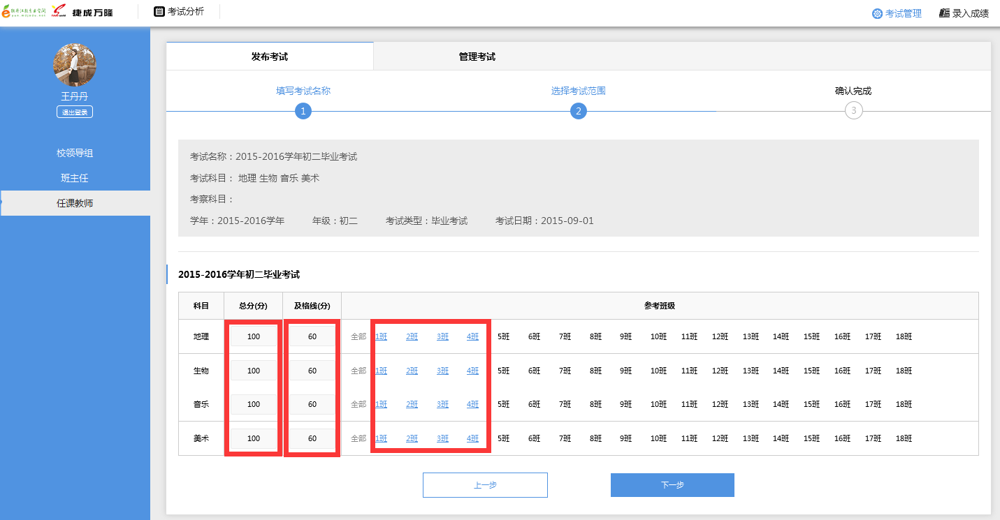 捷成万隆
考试分析
考试管理
录入成绩
王丹丹
退出登录
校领导组
班主任
任课教师
发布考试
管理考试
填写考试名称
选择考试范围
确认完成
1
2
3
考试名称：2015-2016学年初二毕业考试
考试科目： 地理 生物 音乐 美术
考察科目：
学年：2015-2016学年 年级：初二 考试类型：毕业考试 考试日期：2015-09-01
2015-2016学年初二毕业考试
科目 总分(分) 及格线(分) 参考班级
地理 100 60 全部 1班 2班 3班 4班 5班 6班 7班 8班 9班 10班 11班 12班 13班 14班 15班 16班 17班 18班
生物 100 60 全部 1班 2班 3班 4班 5班 6班 7班 8班 9班 10班 11班 12班 13班 14班 15班 16班 17班 18班
音乐 100 60 全部 1班 2班 3班 4班 5班 6班 7班 8班 9班 10班 11班 12班 13班 14班 15班 16班 17班 18班
美术 100 60 全部 1班 2班 3班 4班 5班 6班 7班 8班 9班 10班 11班 12班 13班 14班 15班 16班 17班 18班
上一步
下一步